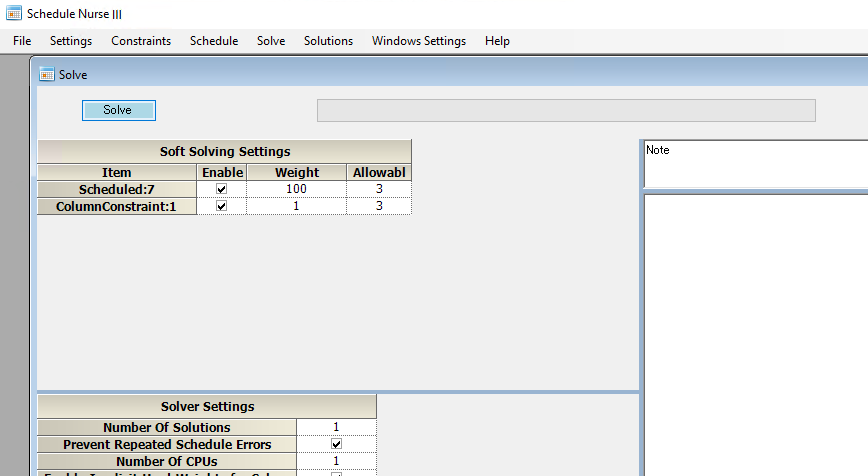 Schedule Nurse III
File Settings Constraints Schedule Solve Solutions Windows Settings Help
Solve
Solve
Soft Solving Settings
Item Enable Weight Allowabl
Scheduled:7 100 3
ColumnConstraint:1 1 3
Note
Solver Settings
Number Of Solutions 1
Prevent Repeated Schedule Errors
Number Of CPUs 1